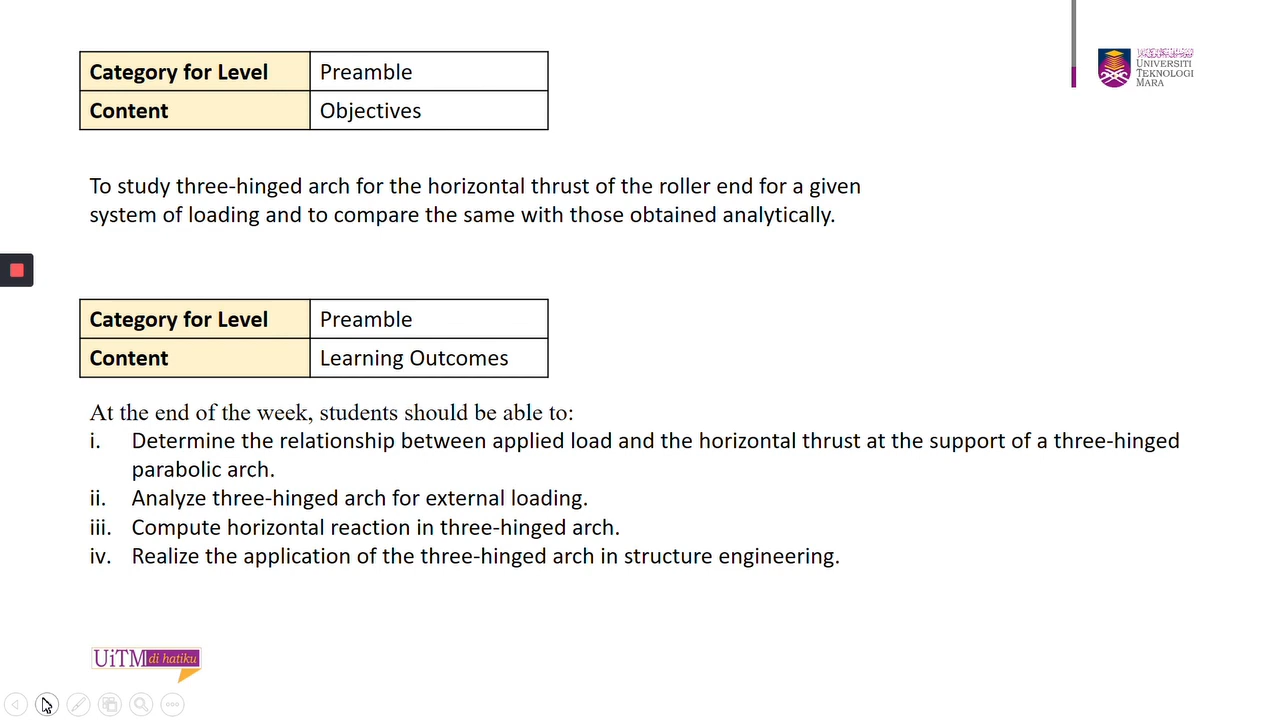 Category for Level Preamble
Content Objectives
UNIVERSITI
TEKNOLOGI
MARA
To study three-hinged arch for the horizontal thrust of the roller end for a given
system of loading and to compare the same with those obtained analytically.
Category for Level Preamble
Content Learning Outcomes
At the end of the week, students should be able to:
i. Determine the relationship between applied load and the horizontal thrust at the support of a three-hinged
parabolic arch.
ii. Analyze three-hinged arch for external loading.
iii. Compute horizontal reaction in three-hinged arch.
iv. Realize the application of the three-hinged arch in structure engineering.
UiTM di hatiku